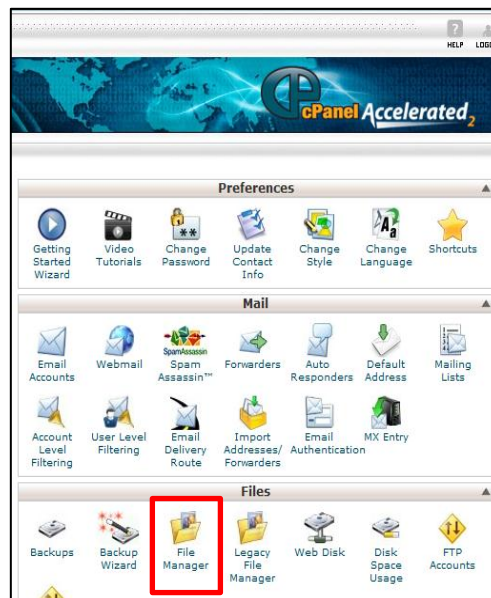 ?
HELP LOGO
cP cPanel Accelerated2
Preferences
Getting Started Wizard
Video Tutorials
** Change Password
Update Contact Info
Change Style
Aa Change Language
Shortcuts
Mail
Email Accounts
Webmail
SpamAssassin Spam Assassin™
Forwarders
Auto Responders
Default Address
Mailing Lists
Account Level Filtering
User Level Filtering
Email Delivery Route
Import Addresses/ Forwarders
Email Authentication
MX Entry
Files
Backups
Backup Wizard
File Manager
Legacy File Manager
Web Disk
Disk Space Usage
FTP Accounts